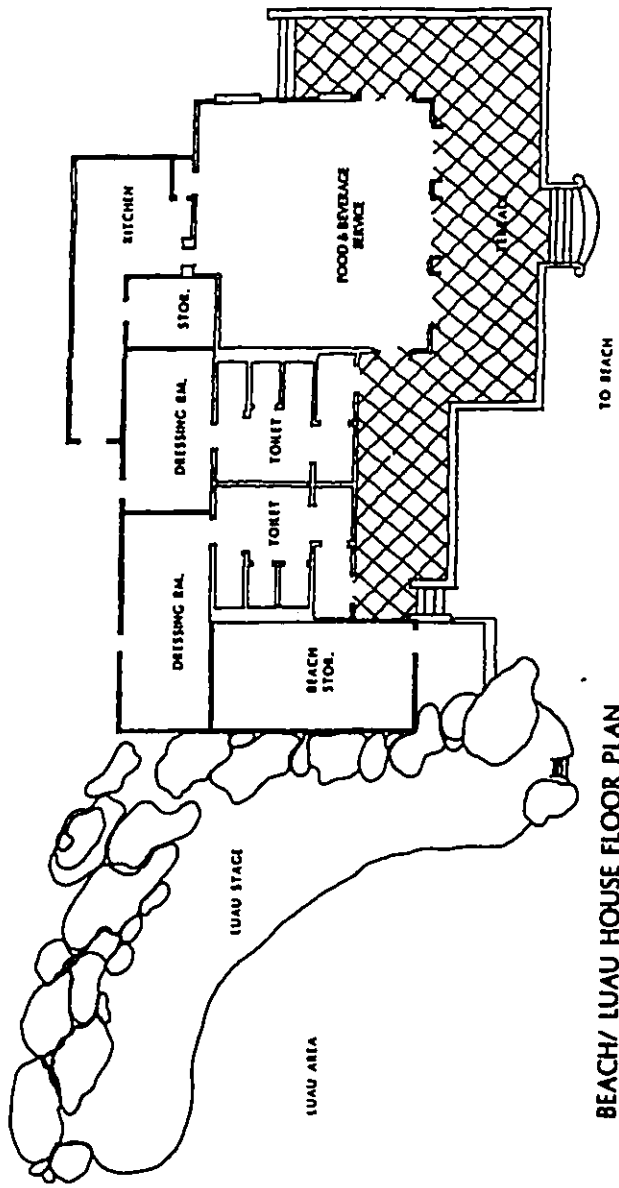 KITCHEN
STOR.
DRESSING RM.
DRESSING RM.
FOOD & BEVERAGE
SERVICE
TOILET
TOILET
BEACH
STOR.
TERRACE
LUAU STAGE
LUAU AREA
TO BEACH
BEACH/ LUAU HOUSE FLOOR PLAN